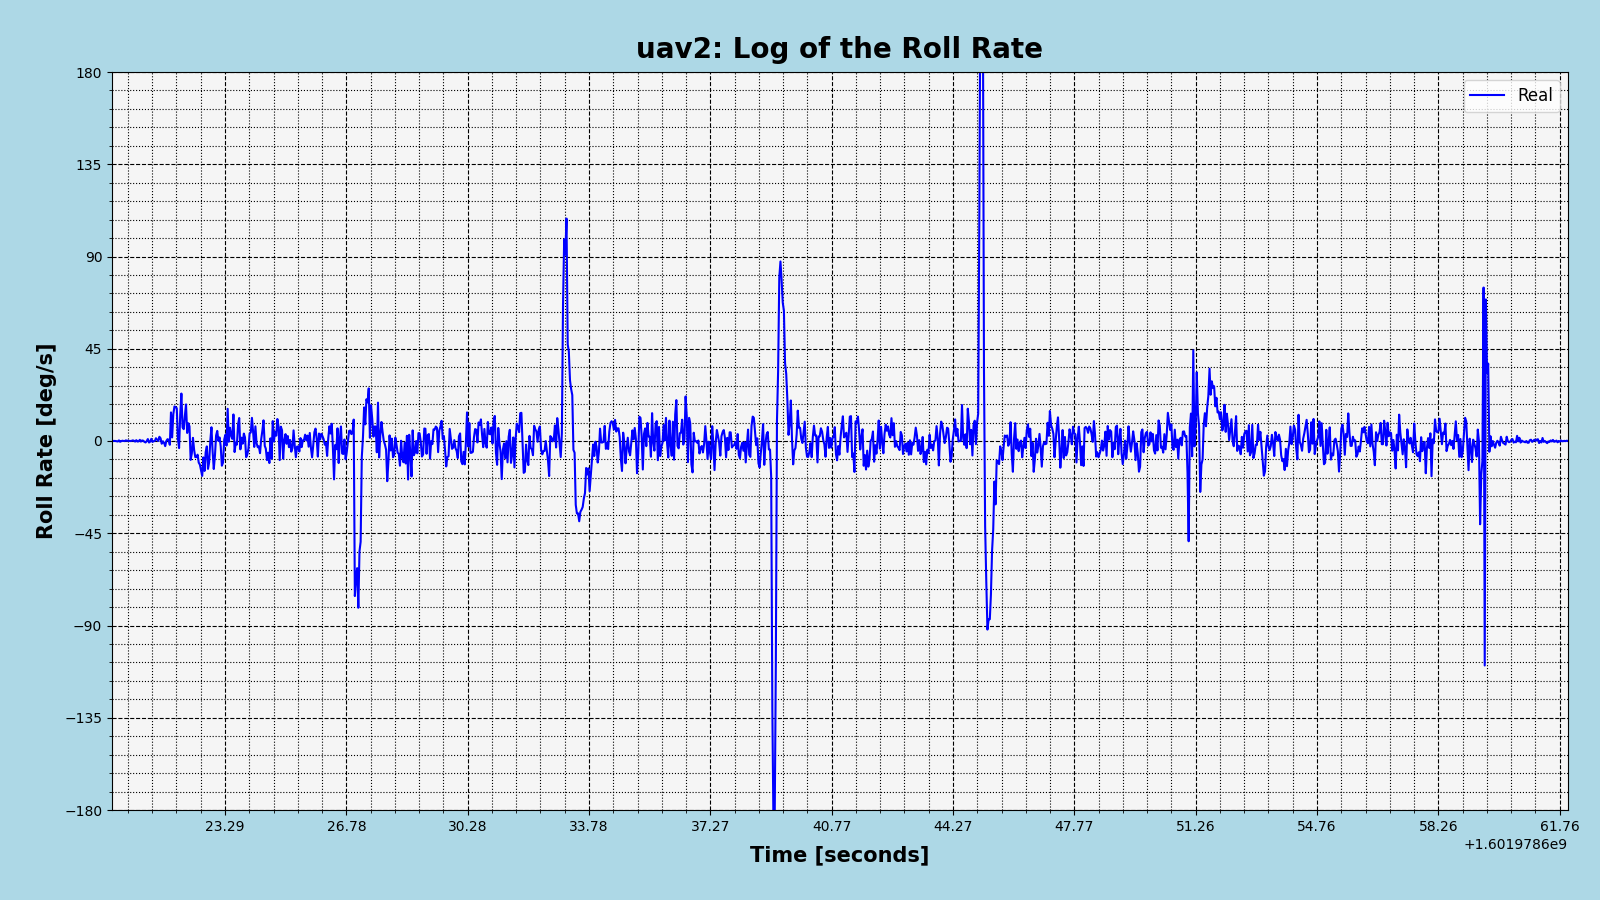 uav2: Log of the Roll Rate
Real
180
135
90
45
0
−45
−90
−135
−180
Roll Rate [deg/s]
23.29 26.78 30.28 33.78 37.27 40.77 44.27 47.77 51.26 54.76 58.26 61.76
+1.6019786e9
Time [seconds]